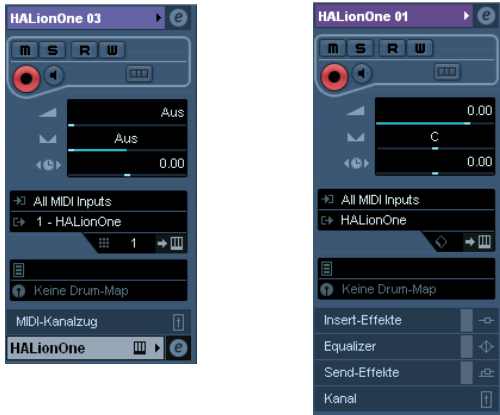 HALionOne 03
e
m S R W
Aus
Aus
0.00
All MIDI Inputs
1 - HALionOne
1
Keine Drum-Map
MIDI-Kanalzug
HALionOne
e
HALionOne 01
e
m S R W
0.00
C
0.00
All MIDI Inputs
HALionOne
Keine Drum-Map
Insert-Effekte
Equalizer
Send-Effekte
Kanal